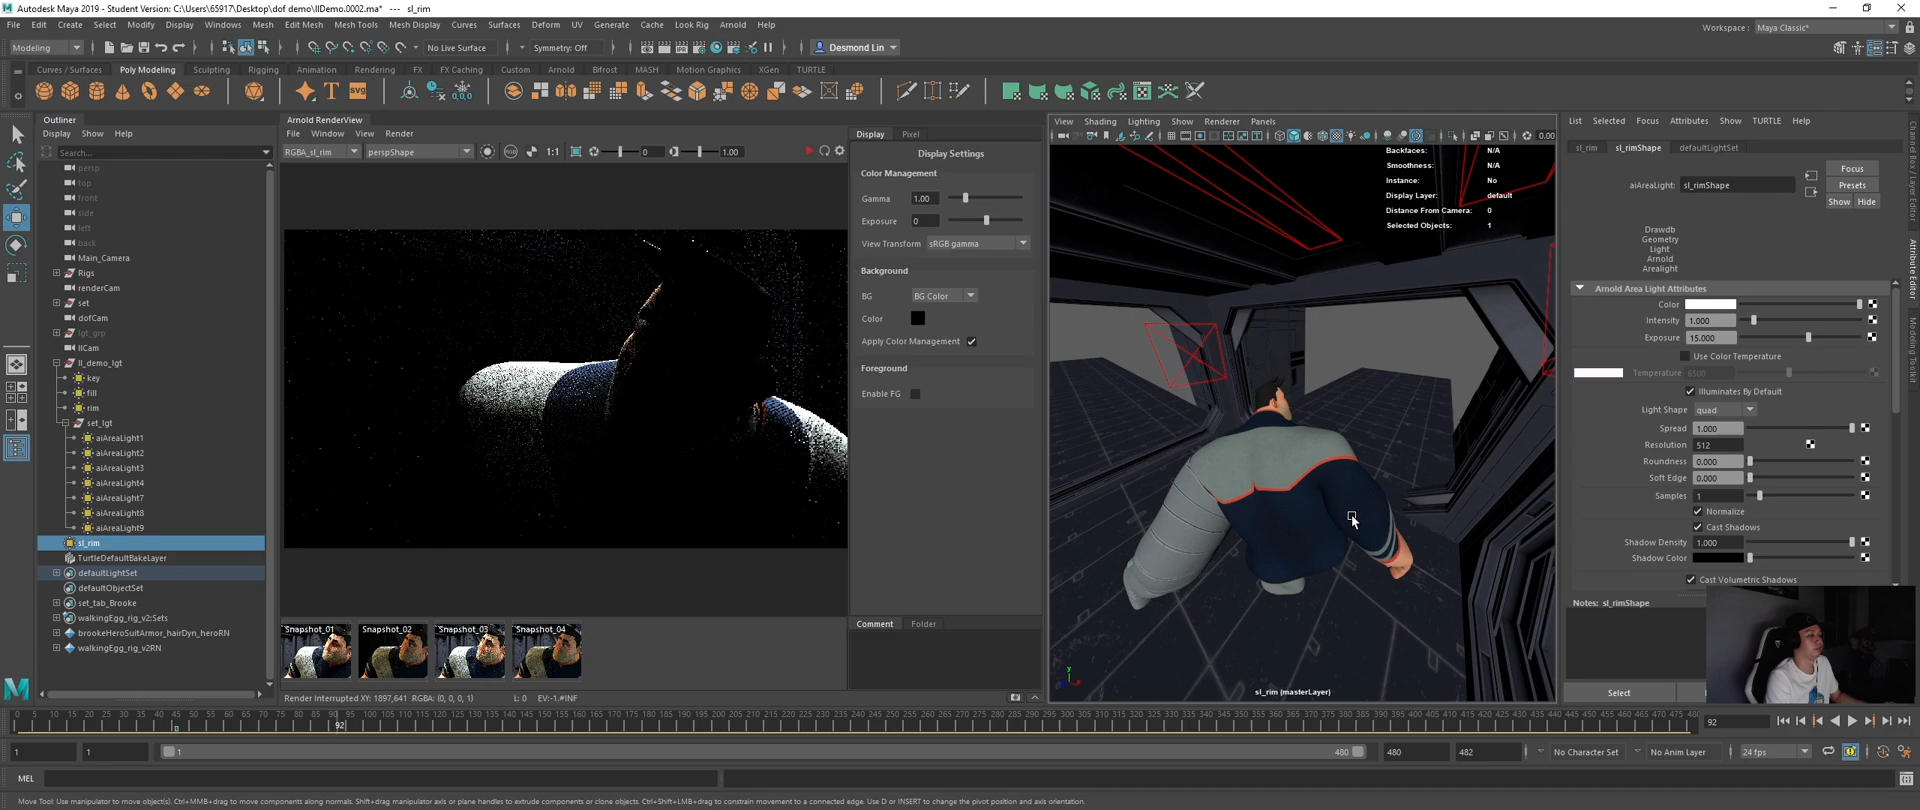 Autodesk Maya 2019 - Student Version: C:\Users\65917\Desktop\dof demo\llDemo.0002.ma* --- sl_rim
File Edit Create Select Modify Display Windows Mesh Edit Mesh Mesh Tools Mesh Display Curves Surfaces Deform UV Generate Cache Look Rig Arnold Help
Workspace : Maya Classic*
Modeling No Live Surface Symmetry: Off Desmond Lin
Curves / Surfaces Poly Modeling Sculpting Rigging Animation Rendering FX FX Caching Custom Arnold Bifrost MASH Motion Graphics XGen TURTLE
Outliner
Display Show Help
Search...
persp
top
front
side
left
back
Main_Camera
Rigs
renderCam
set
dofCam
lgt_grp
llCam
ll_demo_lgt
key
fill
rim
set_lgt
aiAreaLight1
aiAreaLight2
aiAreaLight3
aiAreaLight4
aiAreaLight7
aiAreaLight8
aiAreaLight9
sl_rim
TurtleDefaultBakeLayer
defaultLightSet
defaultObjectSet
set_tab_Brooke
walkingEgg_rig_v2:Sets
brookeHeroSuitArmor_hairDyn_heroRN
walkingEgg_rig_v2RN
Arnold RenderView
File Window View Render
RGBA_sl_rim perspShape 1:1 0 1.00
Snapshot_01 Snapshot_02 Snapshot_03 Snapshot_04
Render Interrupted XY: 1897,641 RGBA: (0, 0, 0, 1) L: 0 EV:-1.#INF
Display Pixel
Display Settings
Color Management
Gamma 1.00
Exposure 0
View Transform sRGB gamma
Background
BG BG Color
Color
Apply Color Management
Foreground
Enable FG
Comment Folder
View Shading Lighting Show Renderer Panels
0.00
Backfaces: N/A
Smoothness: N/A
Instance: No
Display Layer: default
Distance From Camera: 0
Selected Objects: 1
sl_rim (masterLayer)
List Selected Focus Attributes Show TURTLE Help
sl_rim sl_rimShape defaultLightSet
aiAreaLight: sl_rimShape
Focus
Presets
Show Hide
Drawdb
Geometry
Light
Arnold
Arealight
Arnold Area Light Attributes
Color
Intensity 1.000
Exposure 15.000
Use Color Temperature
Temperature 6500
Illuminates By Default
Light Shape quad
Spread 1.000
Resolution 512
Roundness 0.000
Soft Edge 0.000
Samples 1
Normalize
Cast Shadows
Shadow Density 1.000
Shadow Color
Cast Volumetric Shadows
Notes: sl_rimShape
Select
Channel Box / Layer Editor
Attribute Editor
Modeling Toolkit
92
92
1 1 1 480 480 482 No Character Set No Anim Layer 24 fps
MEL
Move Tool: Use manipulator to move object(s). Ctrl+MMB+drag to move components along normals. Shift+drag manipulator axis or plane handles to extrude components or clone objects. Ctrl+Shift+LMB+drag to constrain movement to a connected edge. Use D or INSERT to change the pivot position and axis orientation.